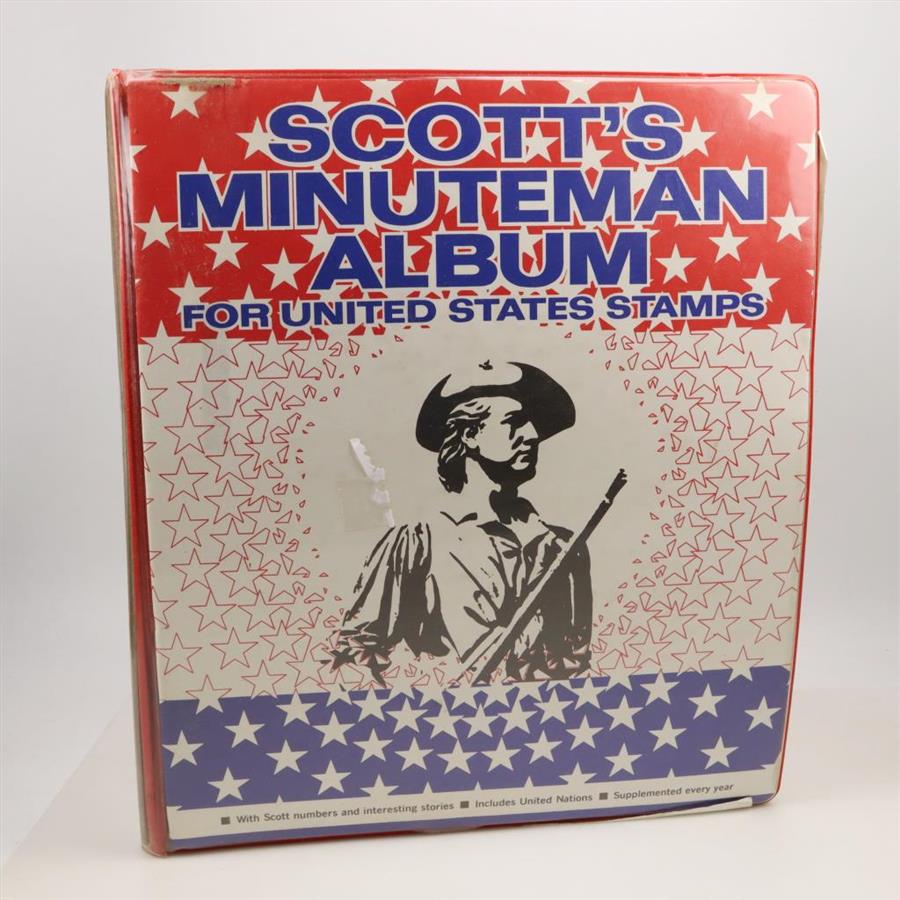 SCOTT'S
MINUTEMAN
ALBUM
FOR UNITED STATES STAMPS
■ With Scott numbers and interesting stories ■ Includes United Nations ■ Supplemented every year